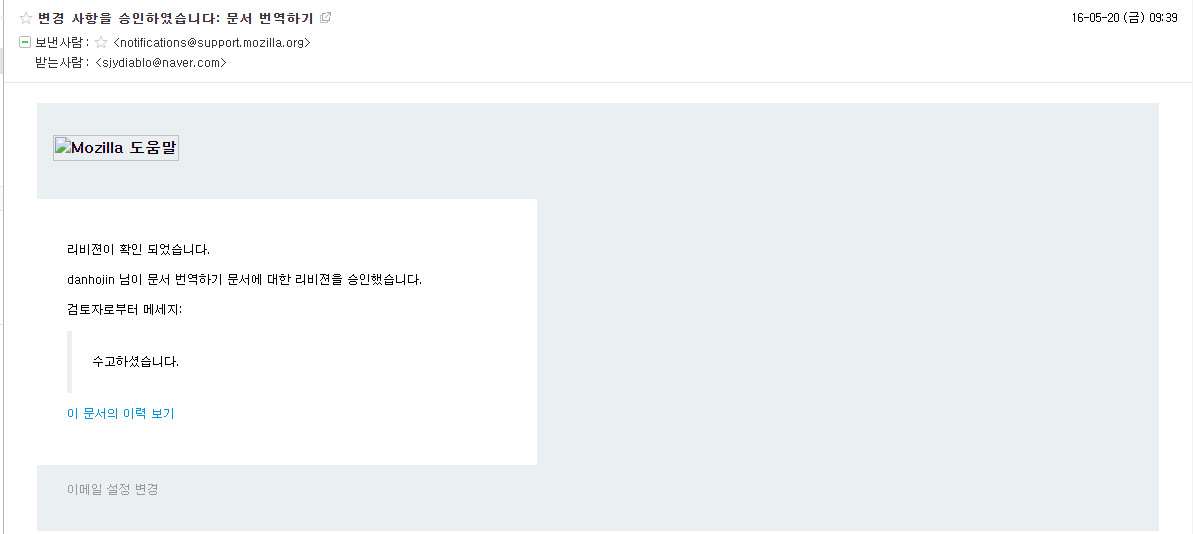 변경 사항을 승인하였습니다: 문서 번역하기
16-05-20 (금) 09:39
보낸사람 : <notifications@support.mozilla.org>
받는사람 : <sjydiablo@naver.com>
Mozilla 도움말
리비젼이 확인 되었습니다.
danhojin 님이 문서 번역하기 문서에 대한 리비젼을 승인했습니다.
검토자로부터 메세지:
수고하셨습니다.
이 문서의 이력 보기
이메일 설정 변경